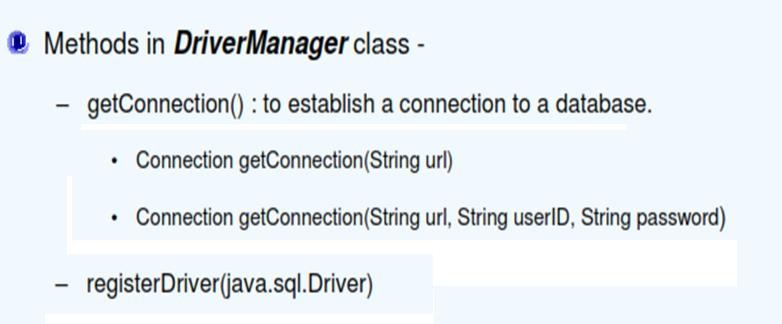 Methods in DriverManager class -
– getConnection() : to establish a connection to a database.
• Connection getConnection(String url)
• Connection getConnection(String url, String userID, String password)
– registerDriver(java.sql.Driver)